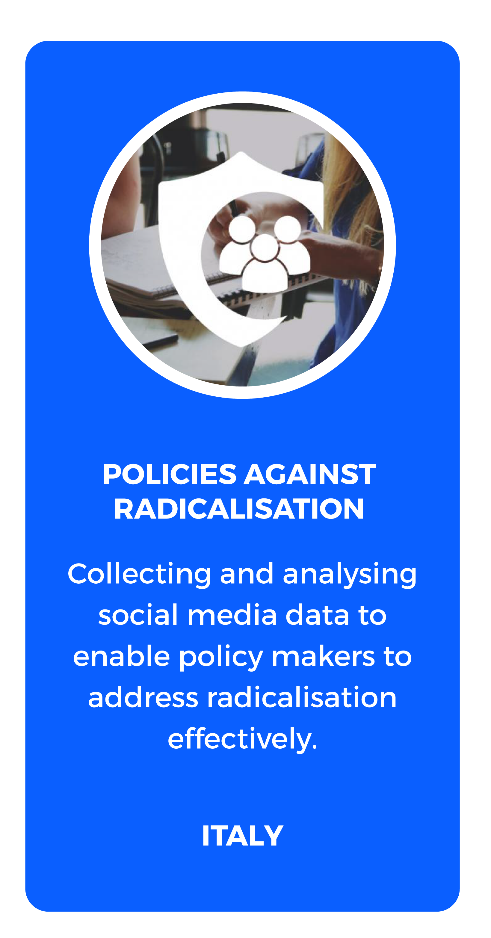 POLICIES AGAINST
RADICALISATION
Collecting and analysing
social media data to
enable policy makers to
address radicalisation
effectively.
ITALY